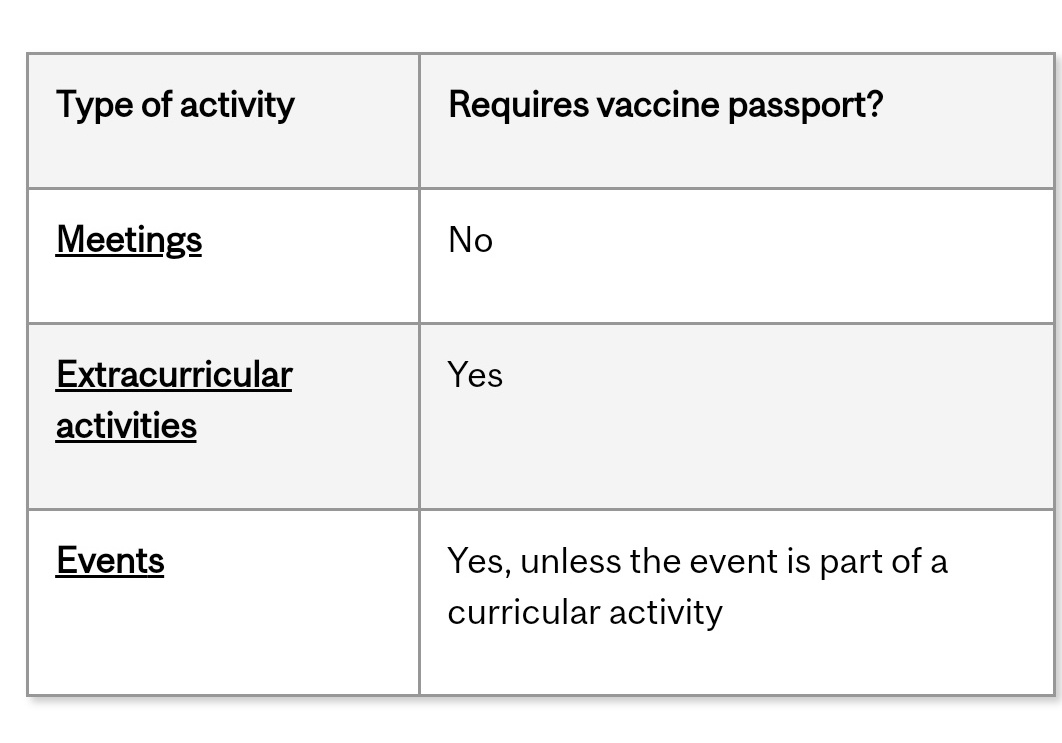 Type of activity
Requires vaccine passport?
Meetings
No
Extracurricular
activities
Yes
Events
Yes, unless the event is part of a
curricular activity